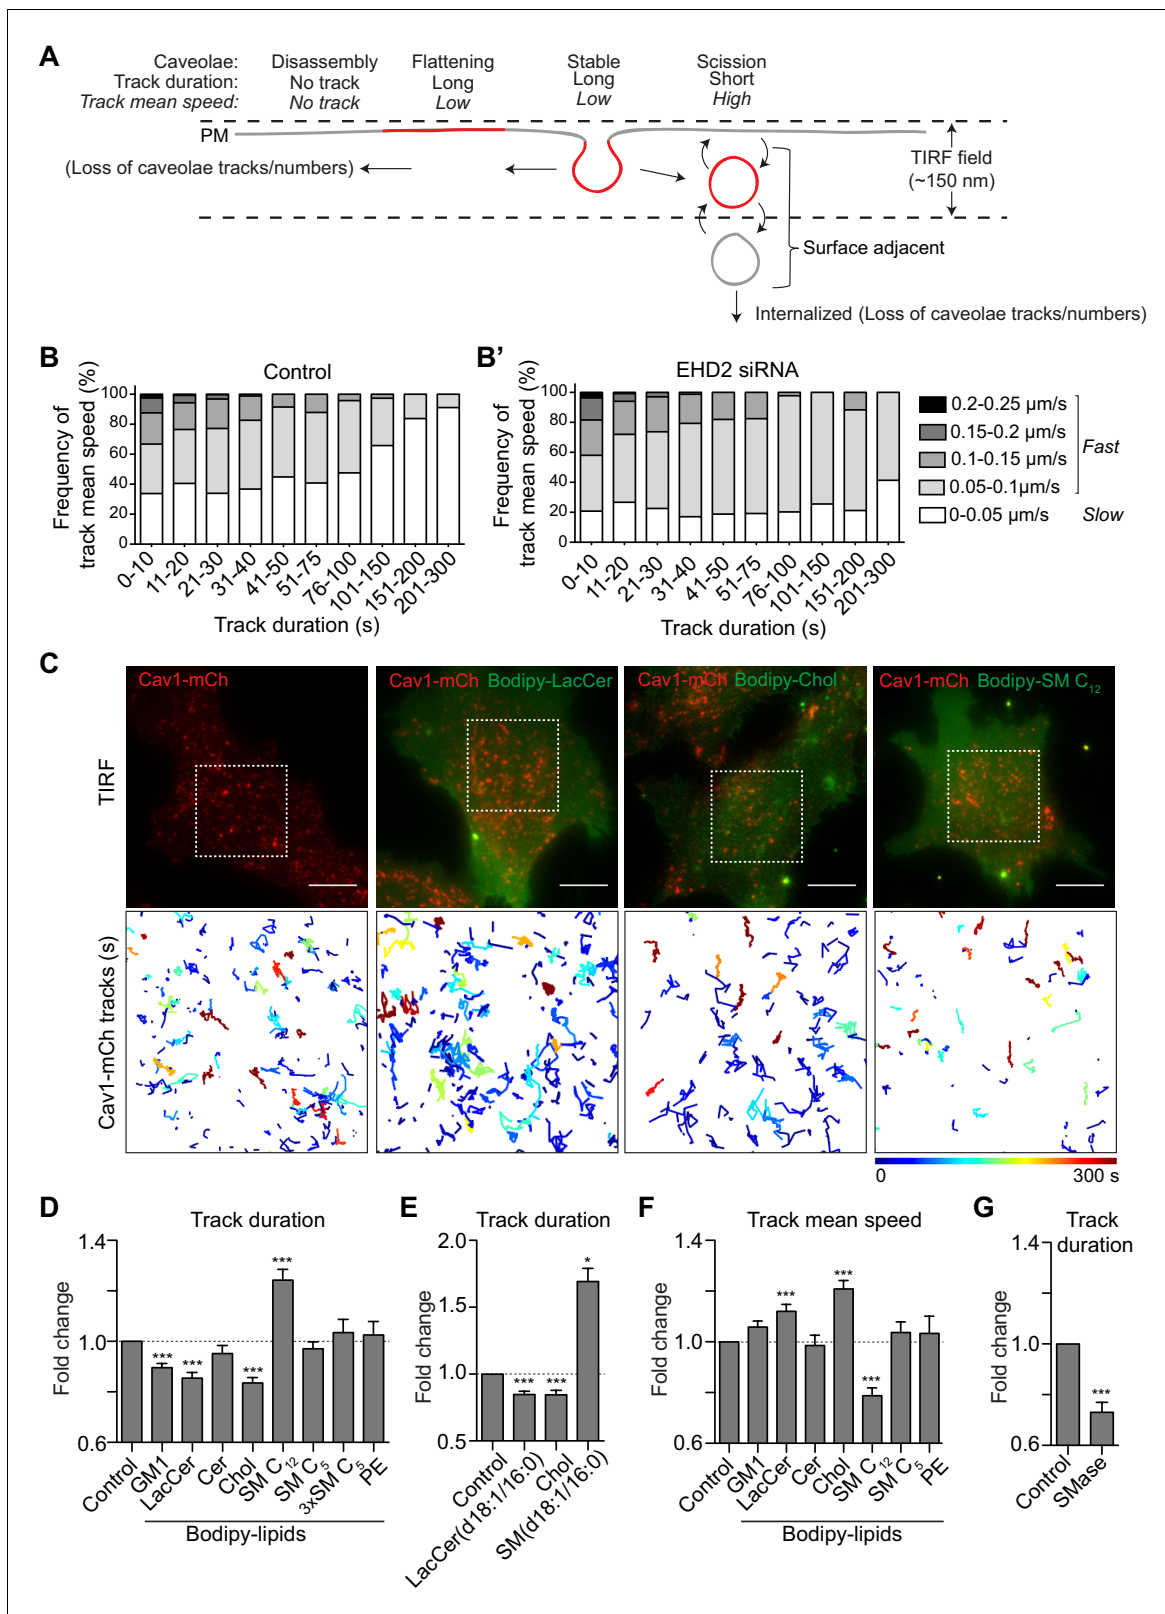 A
Caveolae: Disassembly Flattening Stable Scission
Track duration: No track Long Long Short
Track mean speed: No track Low Low High
PM
(Loss of caveolae tracks/numbers)
TIRF field
(~150 nm)
Surface adjacent
Internalized (Loss of caveolae tracks/numbers)
B
Control
Frequency of
track mean speed (%)
100
80
60
40
20
0
0-10
11-20
21-30
31-40
41-50
51-75
76-100
101-150
151-200
201-300
Track duration (s)
B'
EHD2 siRNA
Frequency of
track mean speed (%)
100
80
60
40
20
0
0-10
11-20
21-30
31-40
41-50
51-75
76-100
101-150
151-200
201-300
Track duration (s)
0.2-0.25 µm/s
0.15-0.2 µm/s
0.1-0.15 µm/s
0.05-0.1µm/s
0-0.05 µm/s
Fast
Slow
C
TIRF
Cav1-mCh
Cav1-mCh Bodipy-LacCer
Cav1-mCh Bodipy-Chol
Cav1-mCh Bodipy-SM C12
Cav1-mCh tracks (s)
0 300 s
D
Track duration
Fold change
1.4
1.0
0.6
*** *** *** ***
Control
GM1
LacCer
Cer
Chol
SM C12
SM C5
3xSM C5
PE
Bodipy-lipids
E
Track duration
Fold change
2.0
1.5
1.0
0.5
*** *** *
Control
LacCer(d18:1/16:0)
Chol
SM(d18:1/16:0)
F
Track mean speed
Fold change
1.4
1.0
0.6
*** *** ***
Control
GM1
LacCer
Cer
Chol
SM C12
SM C5
PE
Bodipy-lipids
G
Track
duration
Fold change
1.4
1.0
0.6
***
Control
SMase